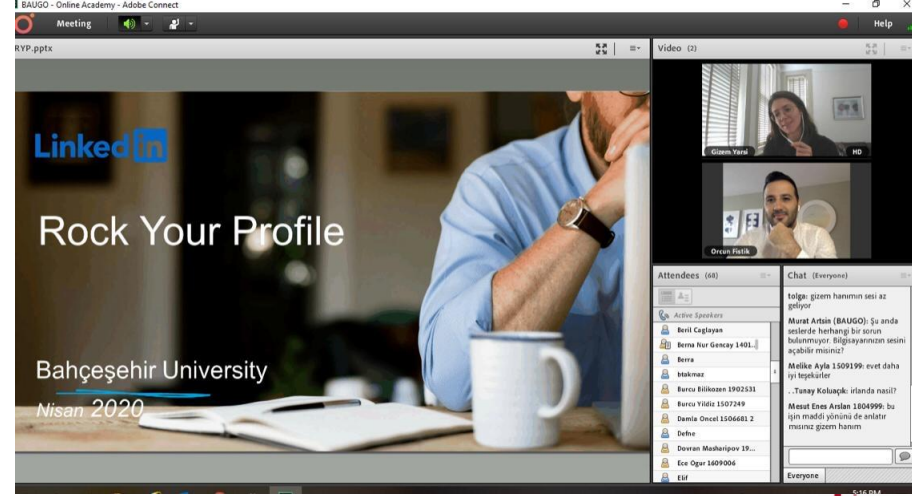 BAUGO - Online Academy - Adobe Connect
Meeting
Help
RYP.pptx
Linked in
Rock Your Profile
Bahçeşehir University
Nisan 2020
Video (2)
Gizem Yarsi
HD
Orcun Fistik
Attendees (68)
Active Speakers
Beril Caglayan
Berna Nur Gencay 1401...
Berra
btakmaz
Burcu Bilikozen 1902531
Burcu Yildiz 1507249
Damla Oncel 1506681 2
Defne
Dovran Masharipov 19...
Ece Ogur 1609006
Elif
Chat (Everyone)
tolga: gizem hanımın sesi az
geliyor
Murat Artsin (BAUGO): Şu anda
seslerde herhangi bir sorun
bulunmuyor. Bilgisayarınızın sesini
açabilir misiniz?
Melike Ayla 1509199: evet daha
iyi teşekürler
. .Tunay Koluaçık: irlanda nasil?
Mesut Enes Arslan 1804999: bu
işin maddi yönünü de anlatır
mısınız gizem hanım
Everyone
5:16 PM